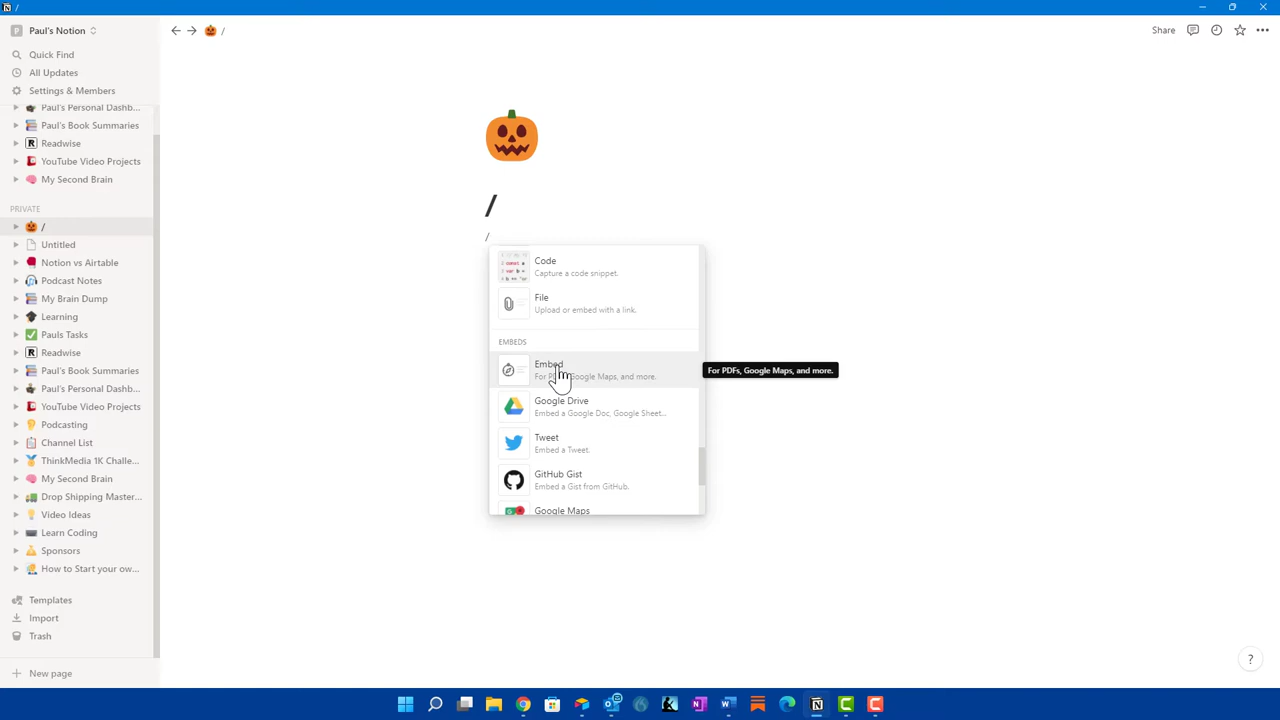 /
Paul's Notion
/
Share
Quick Find
All Updates
Settings & Members
Paul's Personal Dashb...
Paul's Book Summaries
Readwise
YouTube Video Projects
My Second Brain
PRIVATE
/
Untitled
Notion vs Airtable
Podcast Notes
My Brain Dump
Learning
Pauls Tasks
Readwise
Paul's Book Summaries
Paul's Personal Dashb...
YouTube Video Projects
Podcasting
Channel List
ThinkMedia 1K Challe...
My Second Brain
Drop Shipping Master...
Video Ideas
Learn Coding
Sponsors
How to Start your ow...
Templates
Import
Trash
New page
/
/
Code
Capture a code snippet.
File
Upload or embed with a link.
EMBEDS
Embed
For PDFs, Google Maps, and more.
For PDFs, Google Maps, and more.
Google Drive
Embed a Google Doc, Google Sheet...
Tweet
Embed a Tweet.
GitHub Gist
Embed a Gist from GitHub.
Google Maps
?